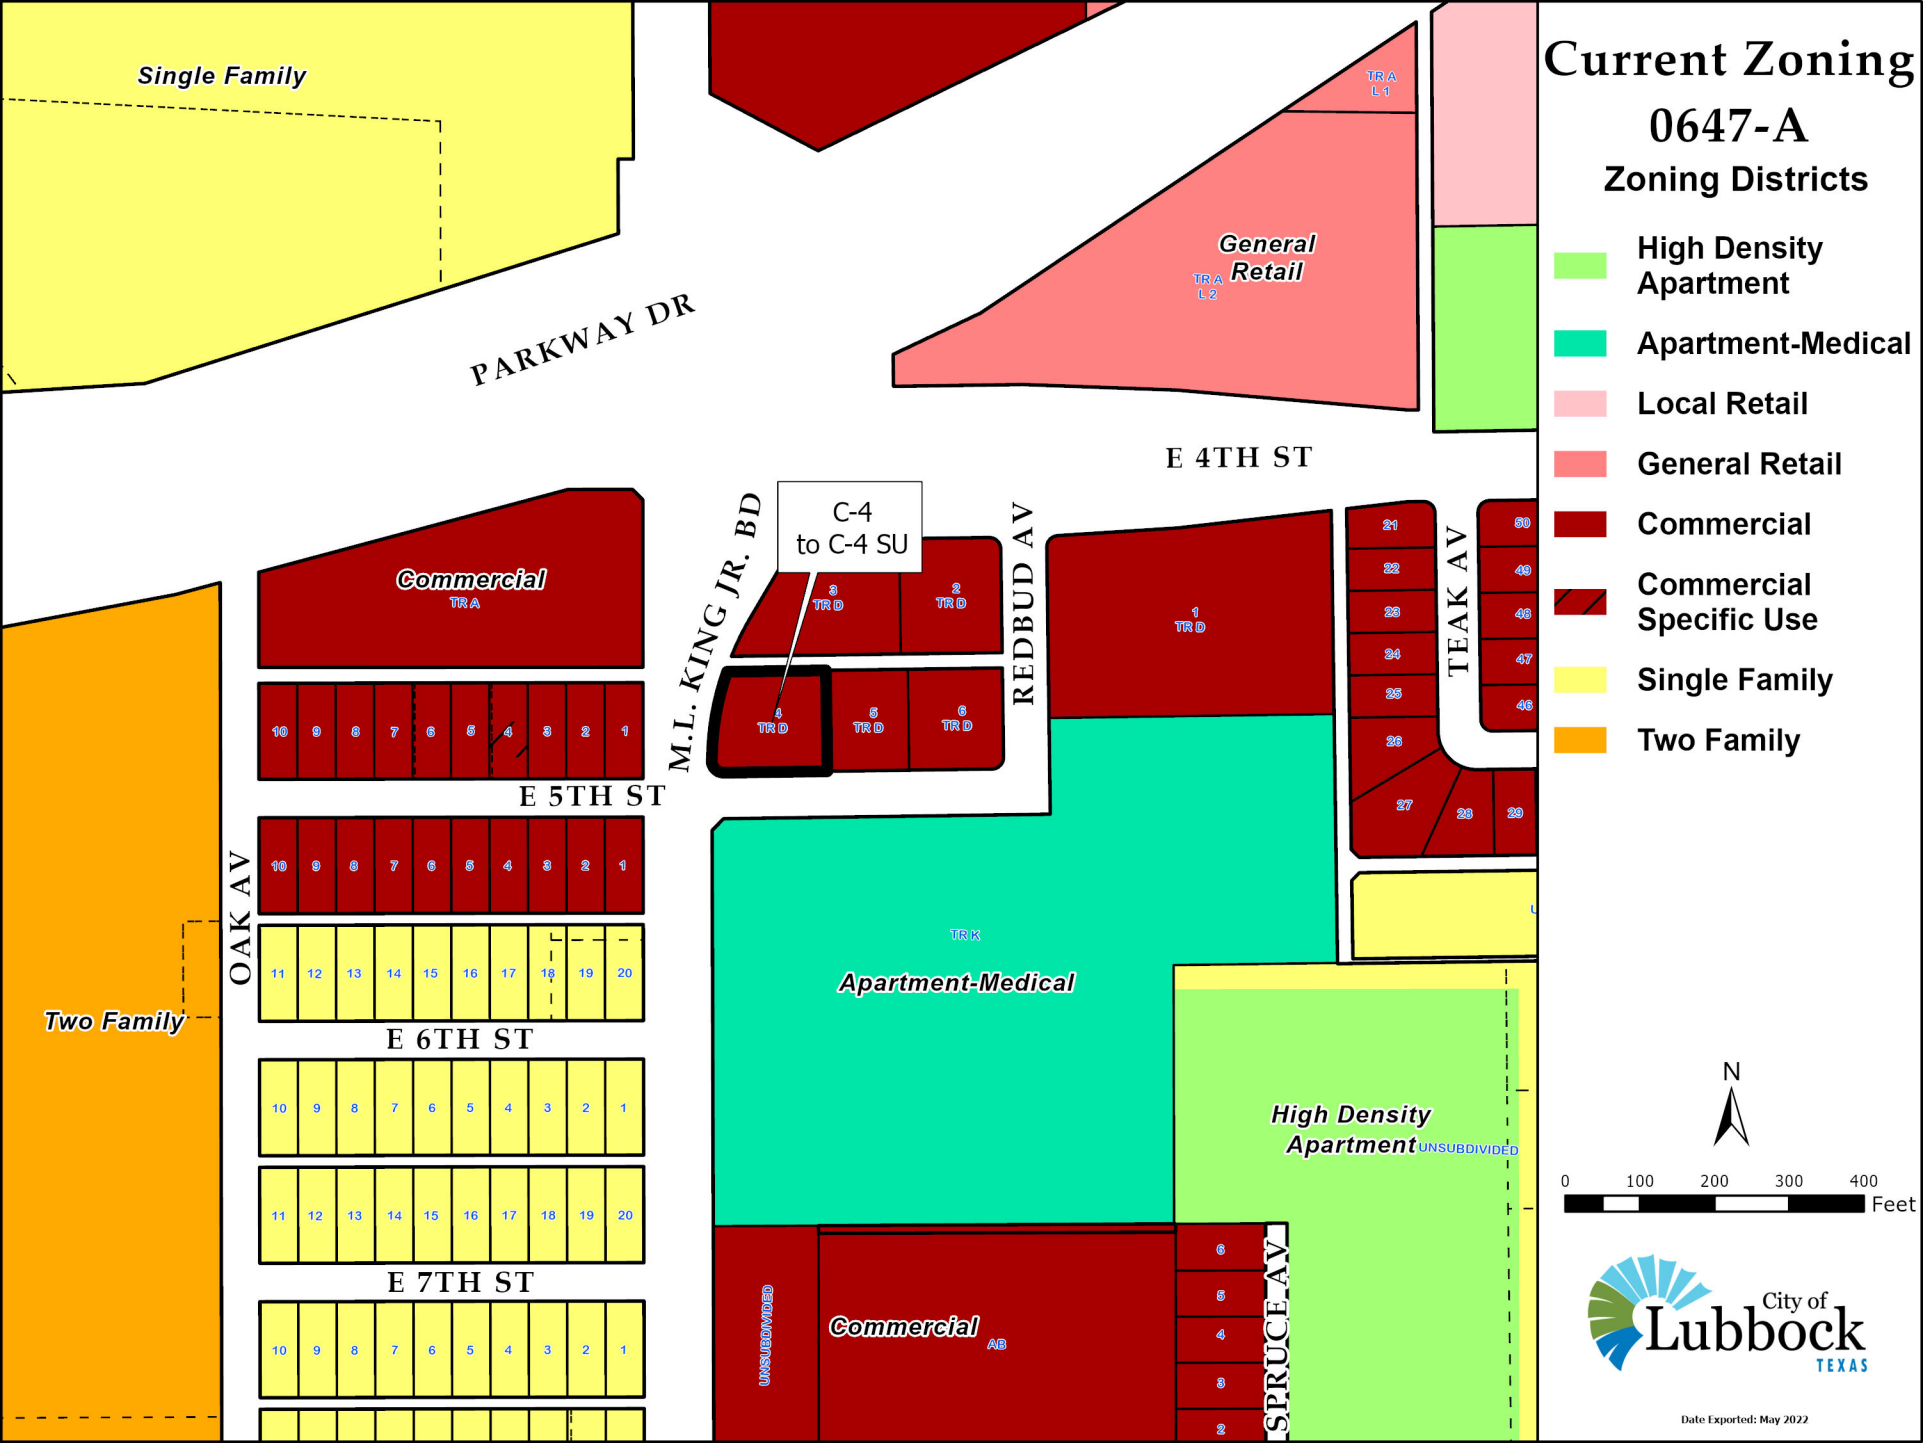 Current Zoning
0647-A
Zoning Districts
High Density
Apartment
Apartment-Medical
Local Retail
General Retail
Commercial
Commercial
Specific Use
Single Family
Two Family
N
0 100 200 300 400
Feet
City of
Lubbock
TEXAS
Date Exported: May 2022
Single Family
TR A
L 1
General
Retail
TR A
L 2
PARKWAY DR
E 4TH ST
C-4
to C-4 SU
M.L. KING JR. BD
REDBUD AV
TEAK AV
Commercial
TR A
3
TR D
2
TR D
1
TR D
4
TR D
5
TR D
6
TR D
21
22
23
24
25
26
27
28
29
50
49
48
47
46
10 9 8 7 6 5 4 3 2 1
E 5TH ST
10 9 8 7 6 5 4 3 2 1
OAK AV
11 12 13 14 15 16 17 18 19 20
Two Family
E 6TH ST
10 9 8 7 6 5 4 3 2 1
11 12 13 14 15 16 17 18 19 20
E 7TH ST
10 9 8 7 6 5 4 3 2 1
TR K
Apartment-Medical
High Density
Apartment
UNSUBDIVIDED
UNSUBDIVIDED
Commercial
AB
6
5
4
3
2
SPRUCE AV